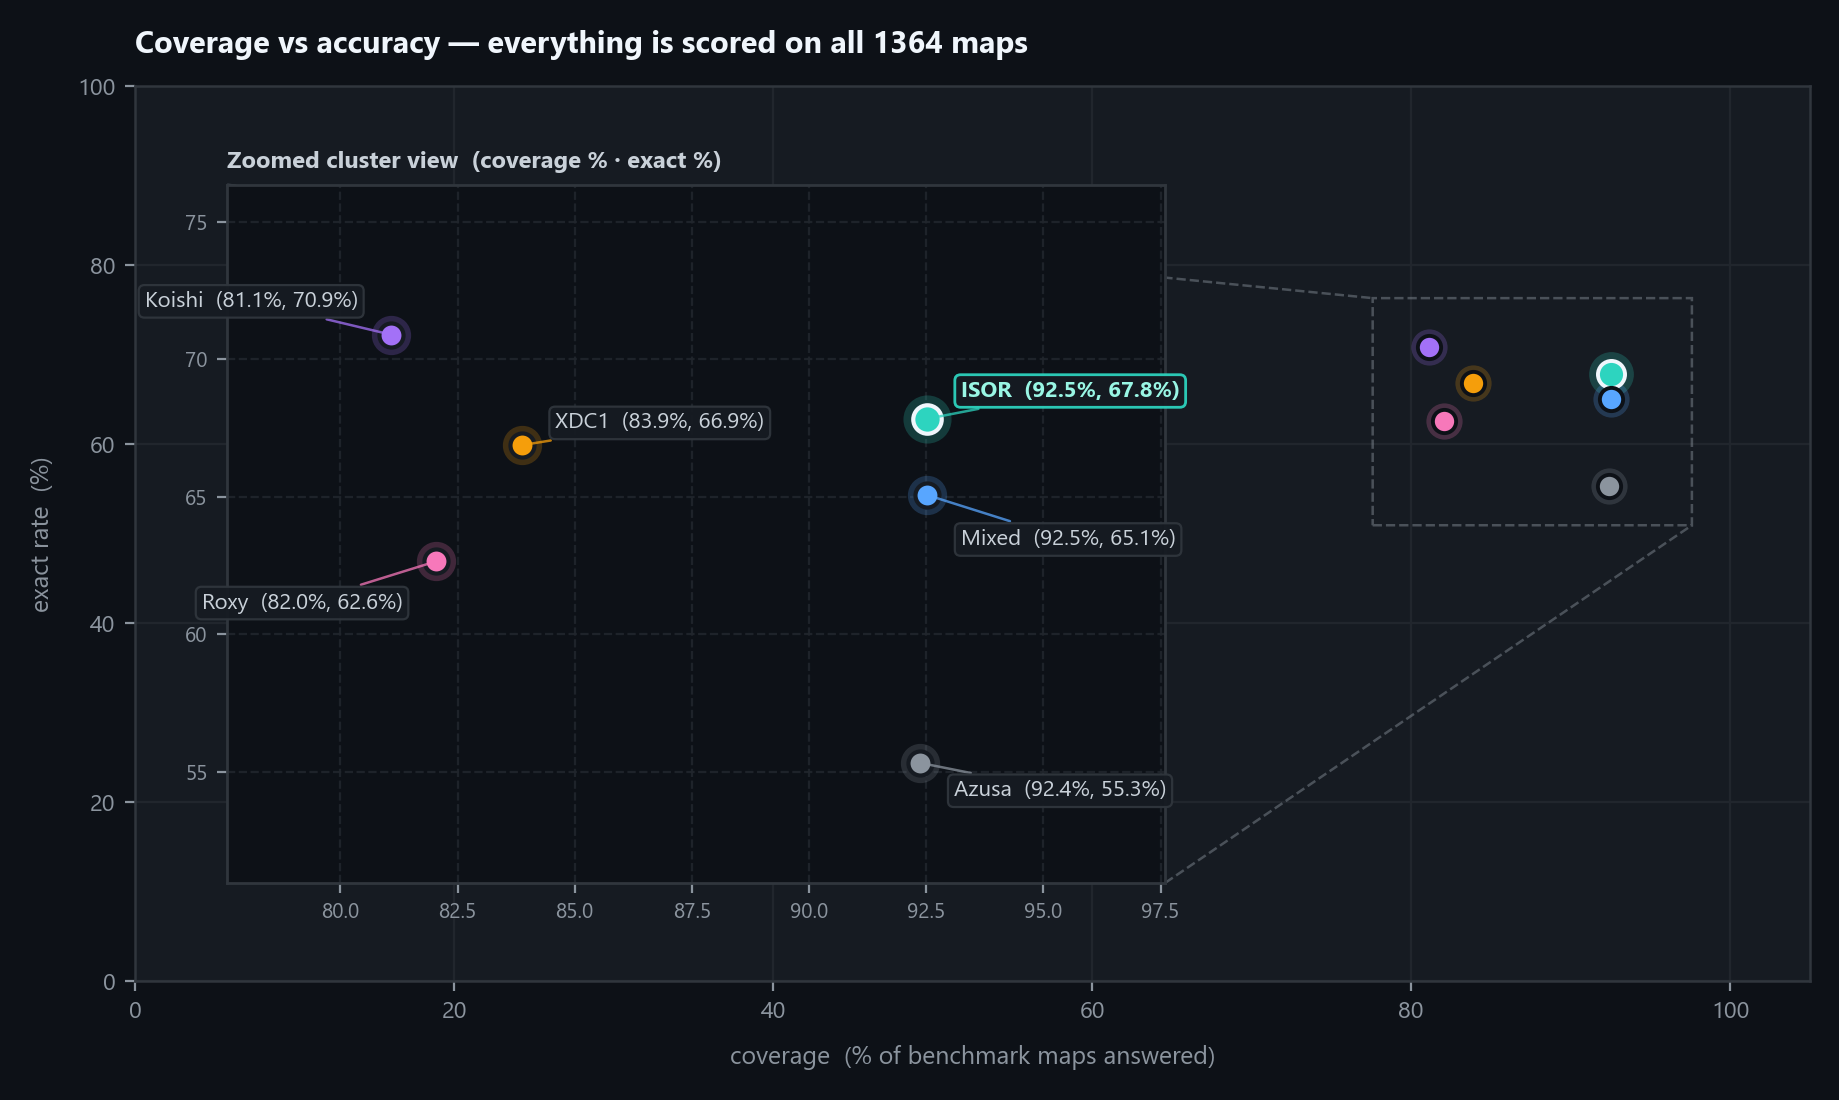 Coverage vs accuracy — everything is scored on all 1364 maps
100
80
60
40
20
0
exact rate (%)
Zoomed cluster view (coverage % · exact %)
75
70
65
60
55
Koishi (81.1%, 70.9%)
ISOR (92.5%, 67.8%)
XDC1 (83.9%, 66.9%)
Mixed (92.5%, 65.1%)
Roxy (82.0%, 62.6%)
Azusa (92.4%, 55.3%)
80.0 82.5 85.0 87.5 90.0 92.5 95.0 97.5
0 20 40 60 80 100
coverage (% of benchmark maps answered)